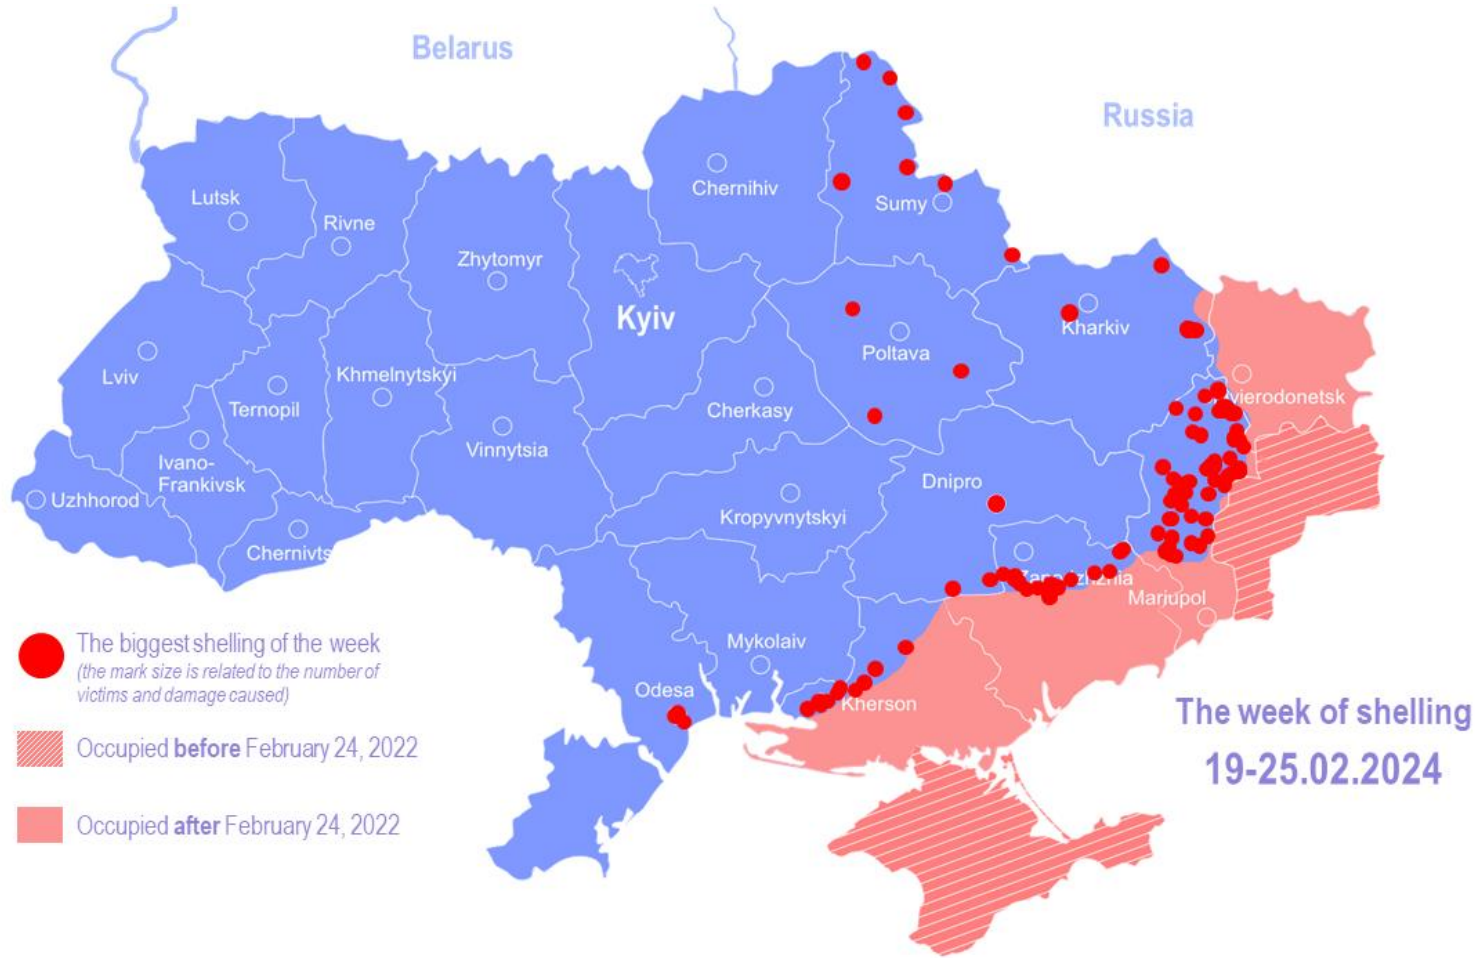 Belarus
Russia
Chernihiv
Lutsk
Sumy
Rivne
Zhytomyr
Kyiv
Kharkiv
Poltava
Lviv
Khmelnytskyi
Ternopil
Cherkasy
vierodonetsk
Vinnytsia
Ivano-
Frankivsk
Uzhhorod
Dnipro
Kropyvnytskyi
Chernivts
Mariupol
Mykolaiv
Odesa
Kherson
The biggest shelling of the week
(the mark size is related to the number of
victims and damage caused)
Occupied before February 24, 2022
Occupied after February 24, 2022
The week of shelling
19-25.02.2024